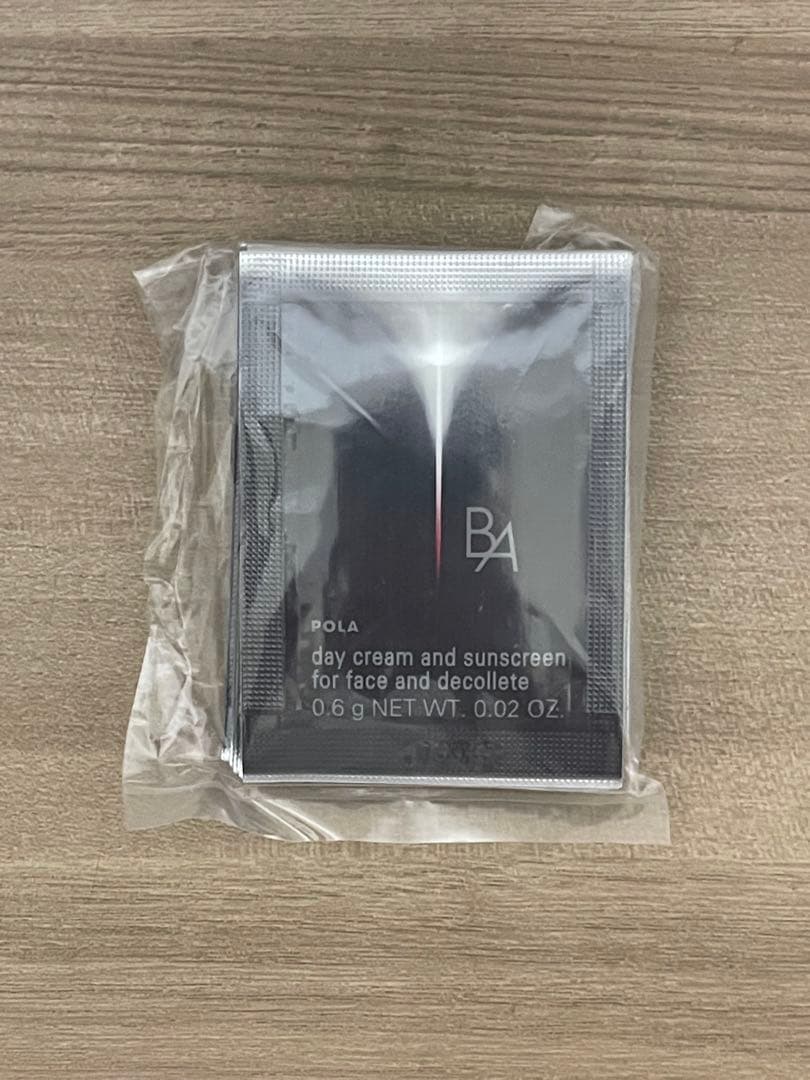 BA
POLA
day cream and sunscreen
for face and decollete
0.6 g NET WT. 0.02 OZ.